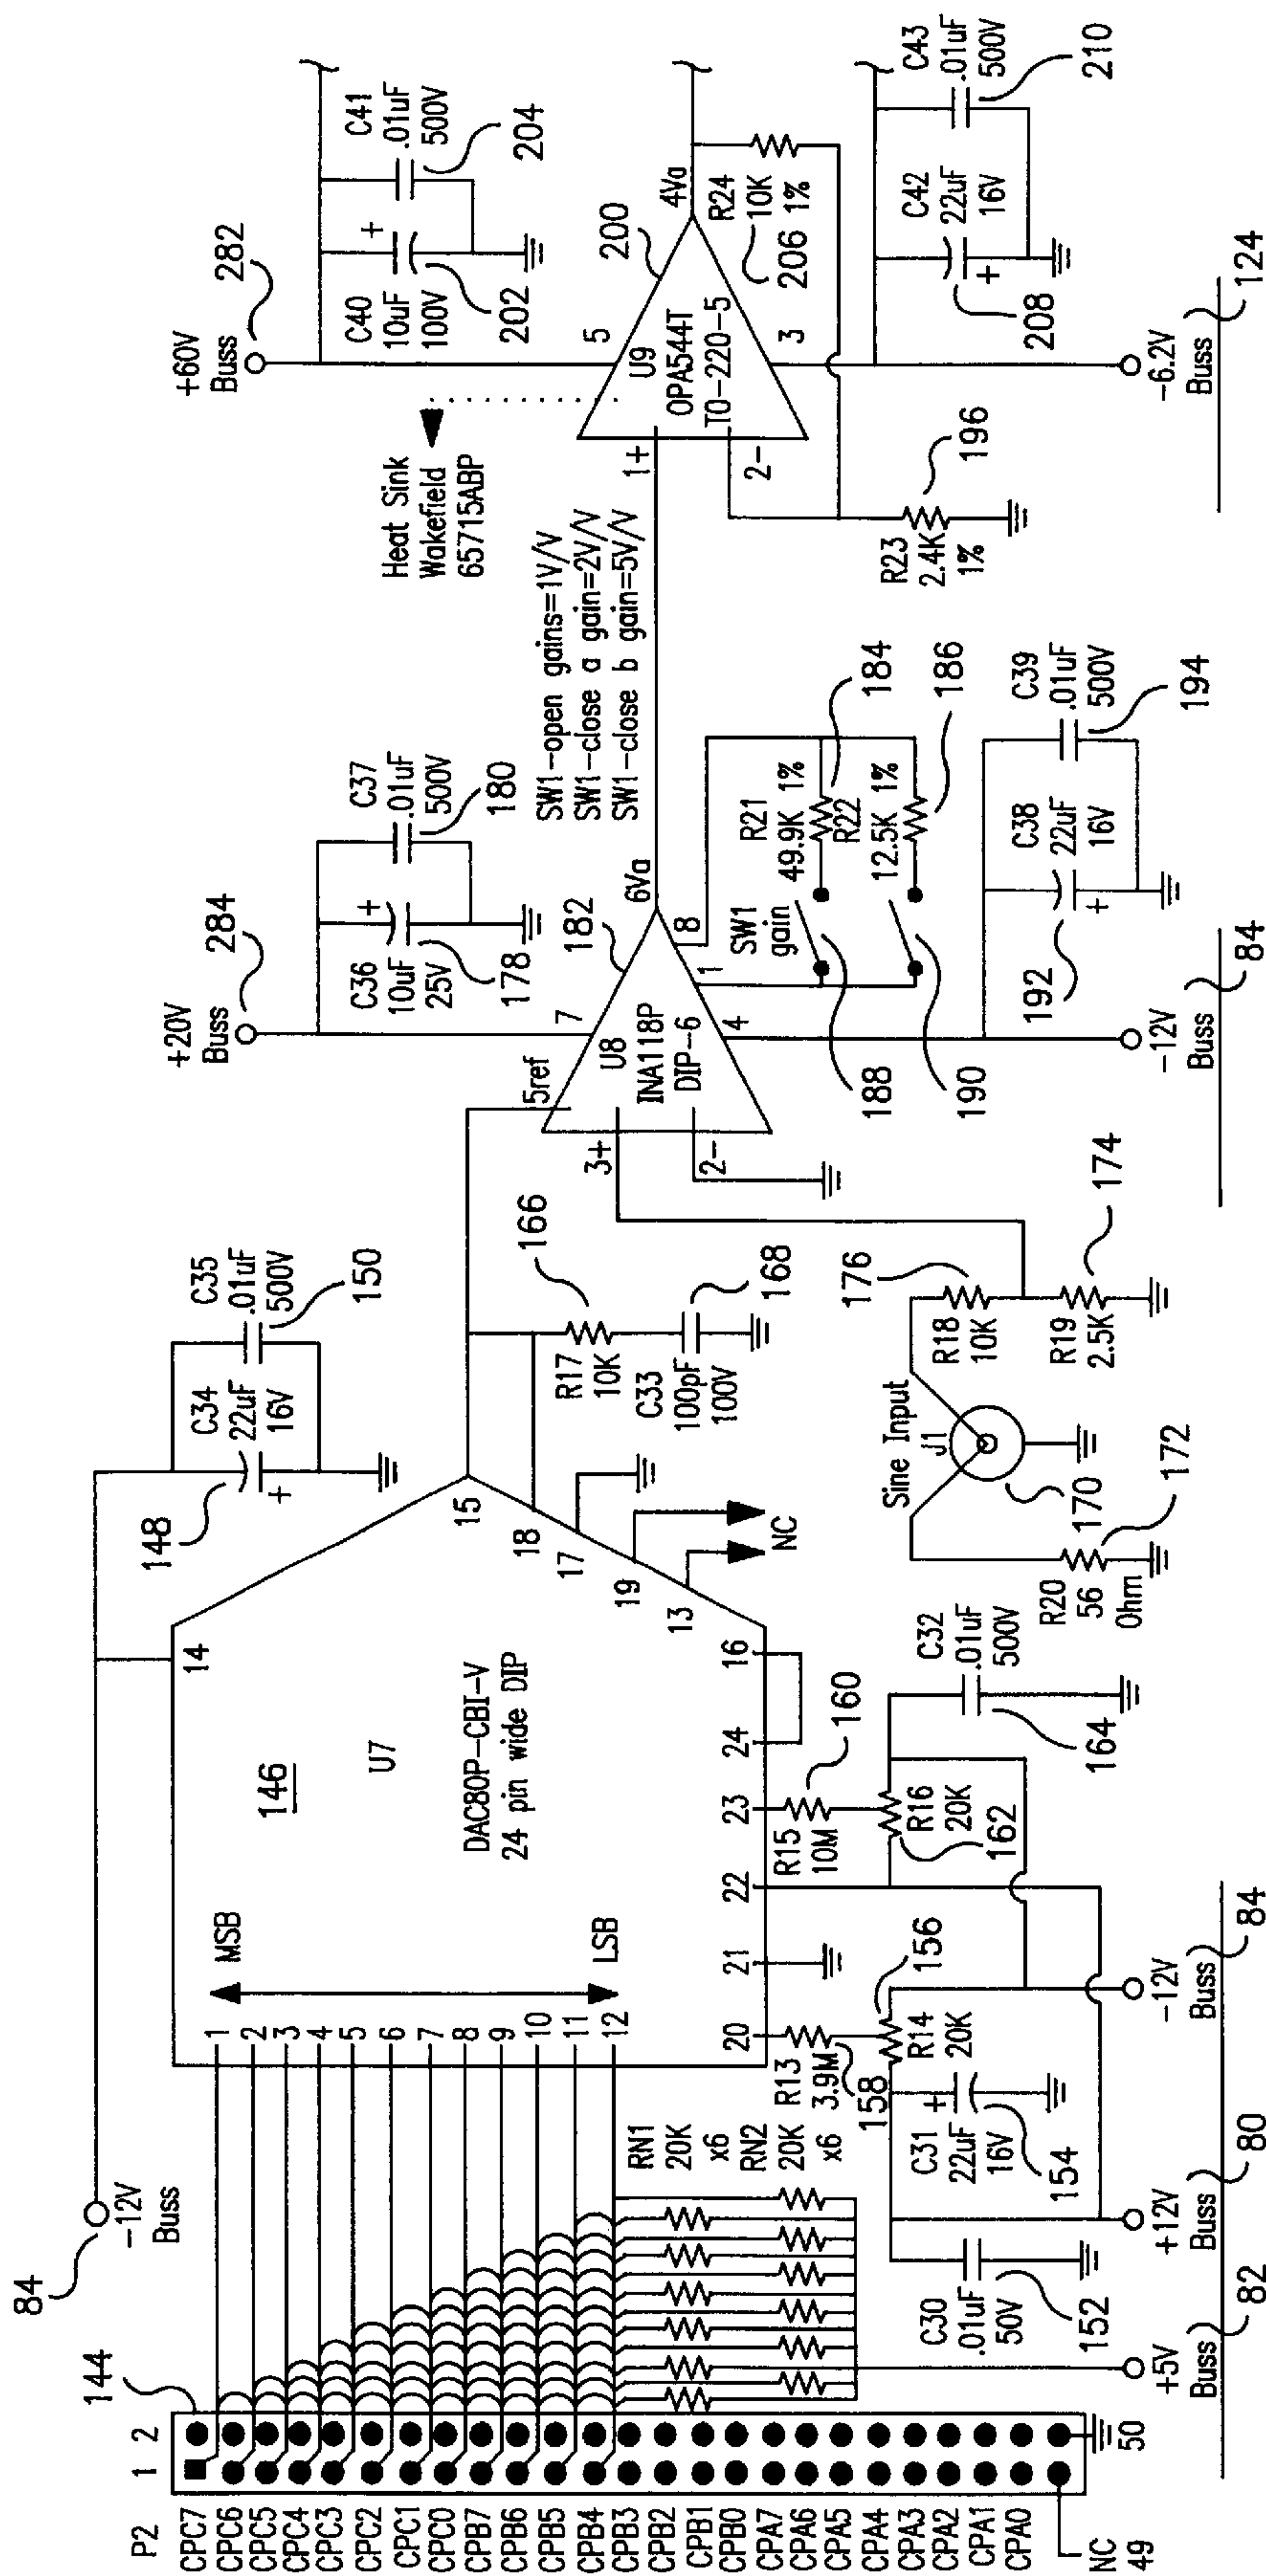 P2
1 2
144
CPC7
CPC6
CPC5
CPC4
CPC3
CPC2
CPC1
CPC0
CPB7
CPB6
CPB5
CPB4
CPB3
CPB2
CPB1
CPB0
CPA7
CPA6
CPA5
CPA4
CPA3
CPA2
CPA1
CPA0
NC
49
50
84
-12V
Buss
MSB
LSB
1
2
3
4
5
6
7
8
9
10
11
12
146
U7
DAC80P-CBI-V
24 pin wide DIP
14
15
18
17
19
13
NC
20
21
22
23
24
16
RN1
20K
x6
RN2
20K
x6
R13
3.9M
158
R14
20K
156
R15
10M
160
R16
20K
162
C30
.01uF
50V
152
C31
22uF
16V
154
C32
.01uF
500V
164
+5V
Buss
82
+12V
Buss
80
-12V
Buss
84
148
C34
22uF
16V
C35
.01uF
500V
150
R17
10K
166
C33
100pF
100V
168
Sine Input
J1
170
R20
56
Ohm
172
R18
10K
176
R19
2.5K
174
+20V
Buss
284
C36
10uF
25V
178
C37
.01uF
500V
180
5ref
7
182
U8
INA118P
DIP-6
3+
2-
6Va
8
1
4
SW1
gain
188
190
R21
49.9K 1%
184
R22
12.5K 1%
186
C38
22uF
16V
192
C39
.01uF
500V
194
-12V
Buss
84
SW1-open gains=1V/V
SW1-close a gain=2V/V
SW1-close b gain=5V/V
Heat Sink
Wakefield
65715ABP
+60V
Buss
282
C40
10uF
100V
202
C41
.01uF
500V
204
5
200
U9
OPA544T
TO-220-5
1+
2-
3
4Va
R24
10K
1%
206
R23
2.4K
1%
196
C42
22uF
16V
208
C43
.01uF
500V
210
-6.2V
Buss
124